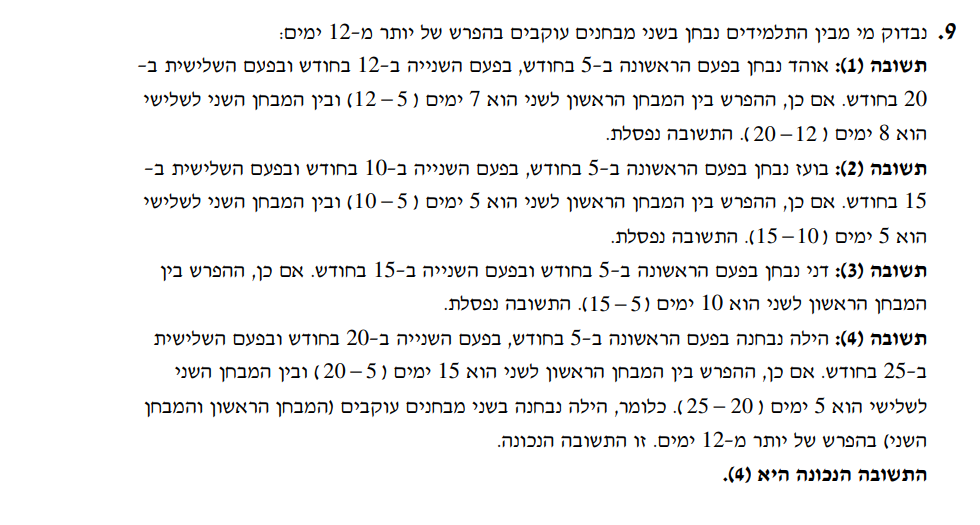 9. נבדוק מי מבין התלמידים נבחן בשני מבחנים עוקבים בהפרש של יותר מ-12 ימים:
תשובה (1): אוהד נבחן בפעם הראשונה ב-5 בחודש, בפעם השנייה ב-12 בחודש ובפעם השלישית ב-
20 בחודש. אם כן, ההפרש בין המבחן הראשון לשני הוא 7 ימים (12 – 5) ובין המבחן השני לשלישי
הוא 8 ימים (20 – 12). התשובה נפסלת.
תשובה (2): בועז נבחן בפעם הראשונה ב-5 בחודש, בפעם השנייה ב-10 בחודש ובפעם השלישית ב-
15 בחודש. אם כן, ההפרש בין המבחן הראשון לשני הוא 5 ימים (10 – 5) ובין המבחן השני לשלישי
הוא 5 ימים (15 – 10). התשובה נפסלת.
תשובה (3): דני נבחן בפעם הראשונה ב-5 בחודש ובפעם השנייה ב-15 בחודש. אם כן, ההפרש בין
המבחן הראשון לשני הוא 10 ימים (15 – 5). התשובה נפסלת.
תשובה (4): הילה נבחנה בפעם הראשונה ב-5 בחודש, בפעם השנייה ב-20 בחודש ובפעם השלישית
ב-25 בחודש. אם כן, ההפרש בין המבחן הראשון לשני הוא 15 ימים (20 – 5) ובין המבחן השני
לשלישי הוא 5 ימים (25 – 20). כלומר, הילה נבחנה בשני מבחנים עוקבים (המבחן הראשון והמבחן
השני) בהפרש של יותר מ-12 ימים. זו התשובה הנכונה.
התשובה הנכונה היא (4).